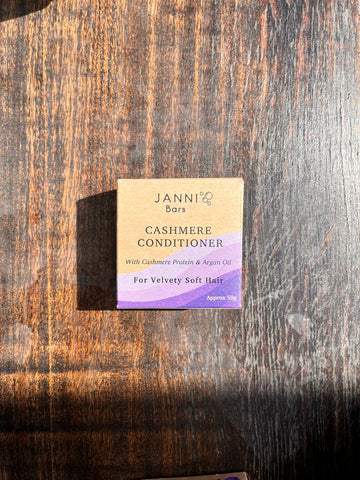 JANNI
Bars
CASHMERE
CONDITIONER
With Cashmere Protein & Argan Oil
For Velvety Soft Hair
Approx 50g